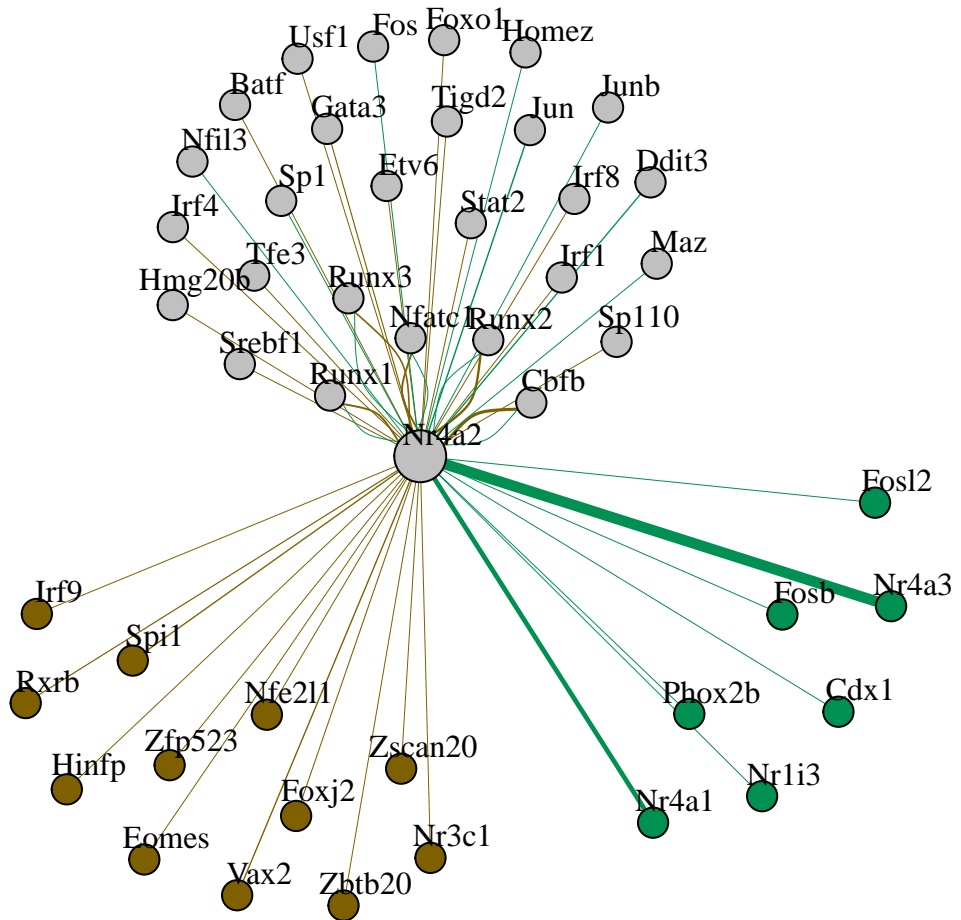 Foxo1
Fos
Homez
Usf1
Batf
Junb
Gata3
Tigd2
Jun
Nfil3
Ddit3
Sp1
Etv6
Irf8
Irf4
Stat2
Maz
Tfe3
Irf1
Runx3
Hmg20b
Nfatc1
Runx2
Sp110
Srebf1
Runx1
Cbfb
Nr4a2
Fosl2
Nr4a3
Irf9
Fosb
Spi1
Rxrb
Nfe2l1
Phox2b
Cdx1
Zfp523
Zscan20
Hinfp
Nr1i3
Foxj2
Nr4a1
Eomes
Nr3c1
Vax2
Zbtb20